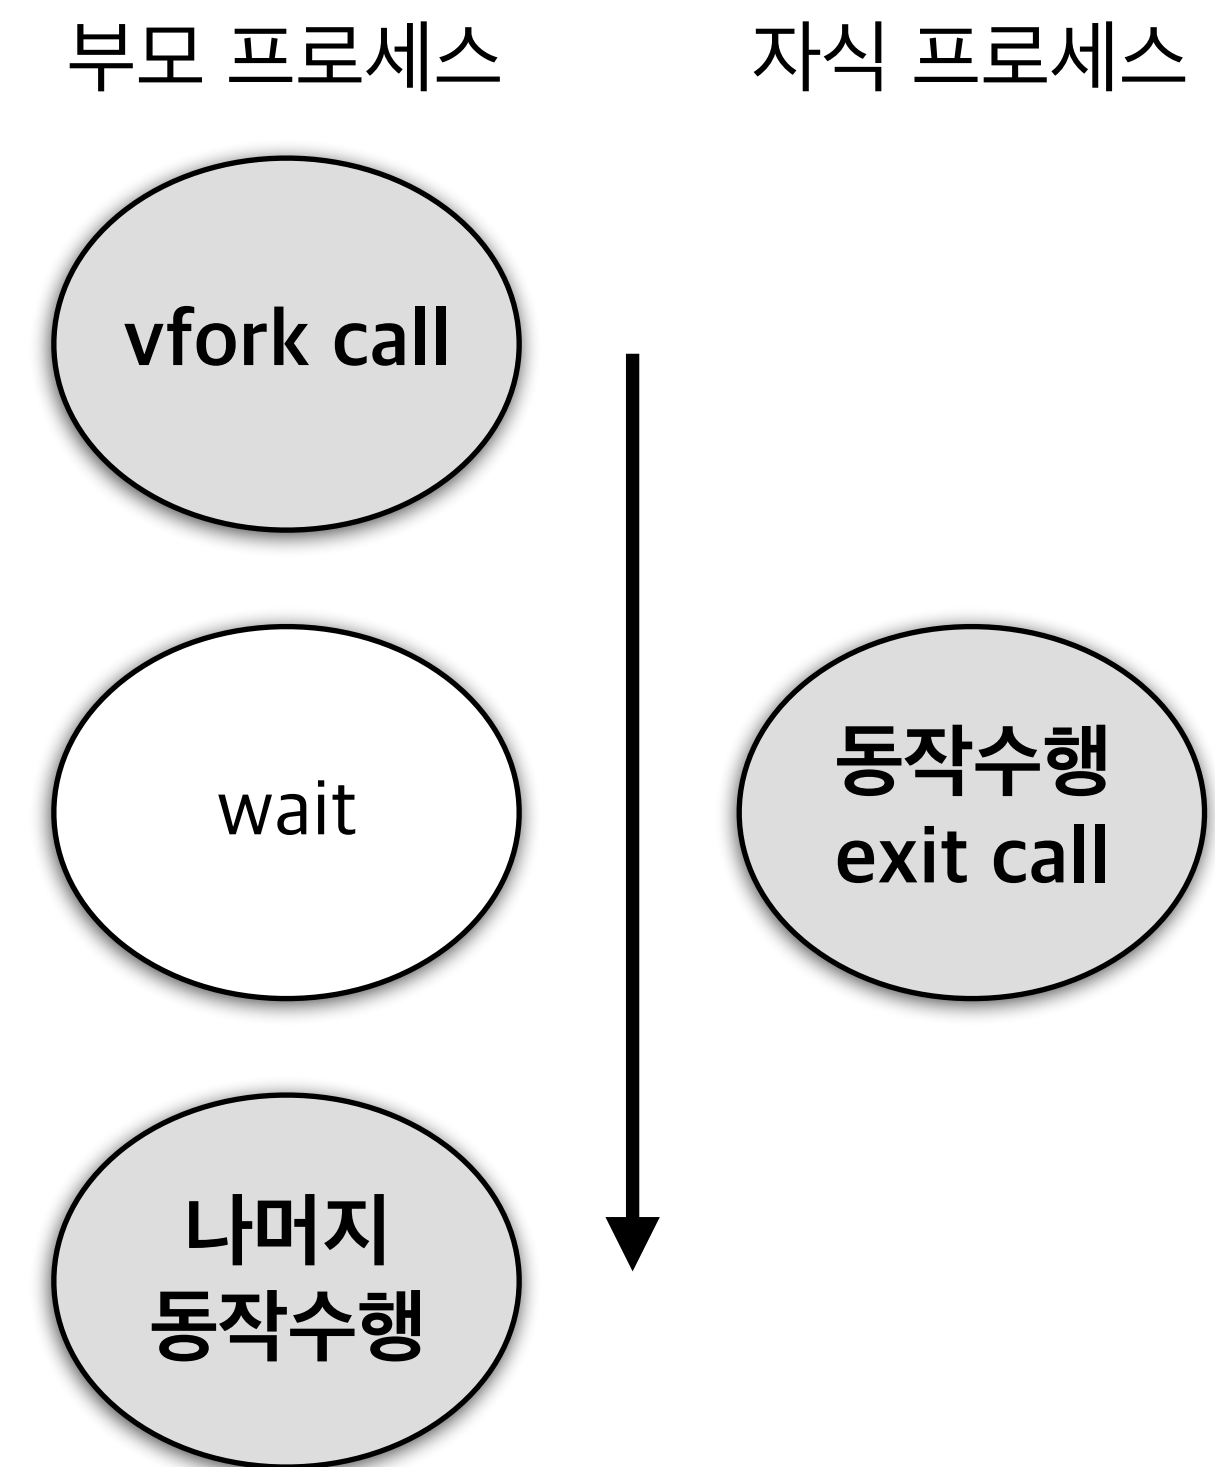 부모 프로세스
자식 프로세스
vfork call
wait
동작수행
exit call
나머지
동작수행